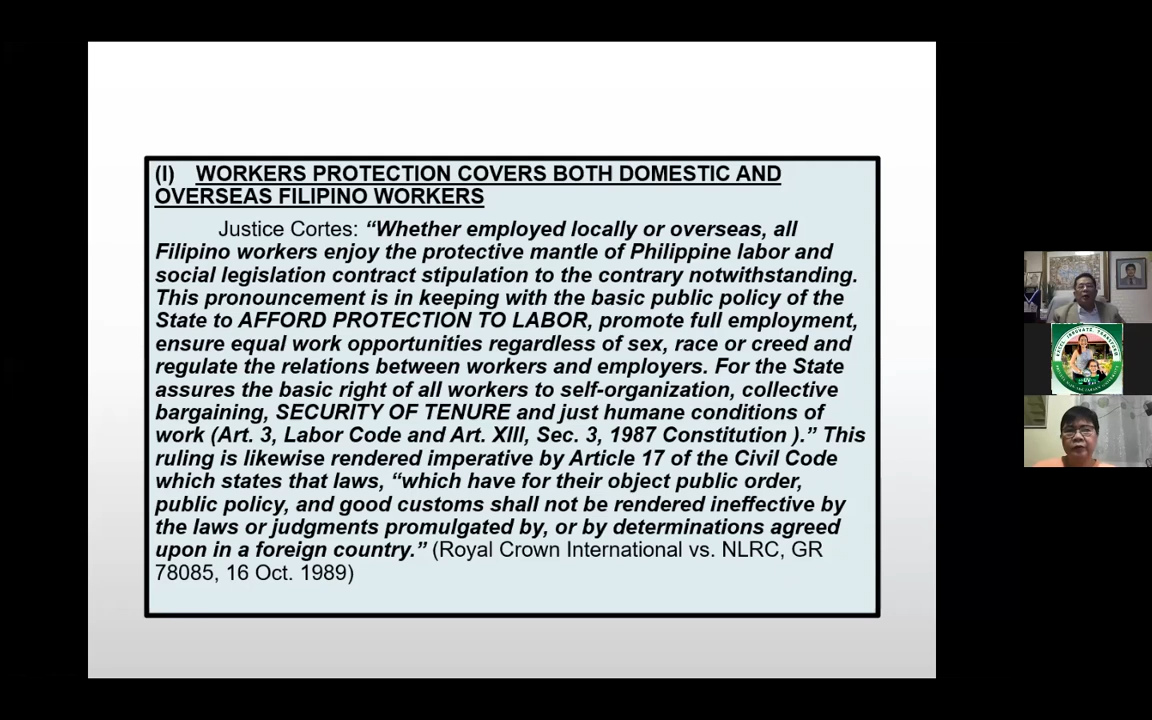 (I) WORKERS PROTECTION COVERS BOTH DOMESTIC AND
OVERSEAS FILIPINO WORKERS
Justice Cortes: “Whether employed locally or overseas, all
Filipino workers enjoy the protective mantle of Philippine labor and
social legislation contract stipulation to the contrary notwithstanding.
This pronouncement is in keeping with the basic public policy of the
State to AFFORD PROTECTION TO LABOR, promote full employment,
ensure equal work opportunities regardless of sex, race or creed and
regulate the relations between workers and employers. For the State
assures the basic right of all workers to self-organization, collective
bargaining, SECURITY OF TENURE and just humane conditions of
work (Art. 3, Labor Code and Art. XIII, Sec. 3, 1987 Constitution ).” This
ruling is likewise rendered imperative by Article 17 of the Civil Code
which states that laws, “which have for their object public order,
public policy, and good customs shall not be rendered ineffective by
the laws or judgments promulgated by, or by determinations agreed
upon in a foreign country.” (Royal Crown International vs. NLRC, GR
78085, 16 Oct. 1989)